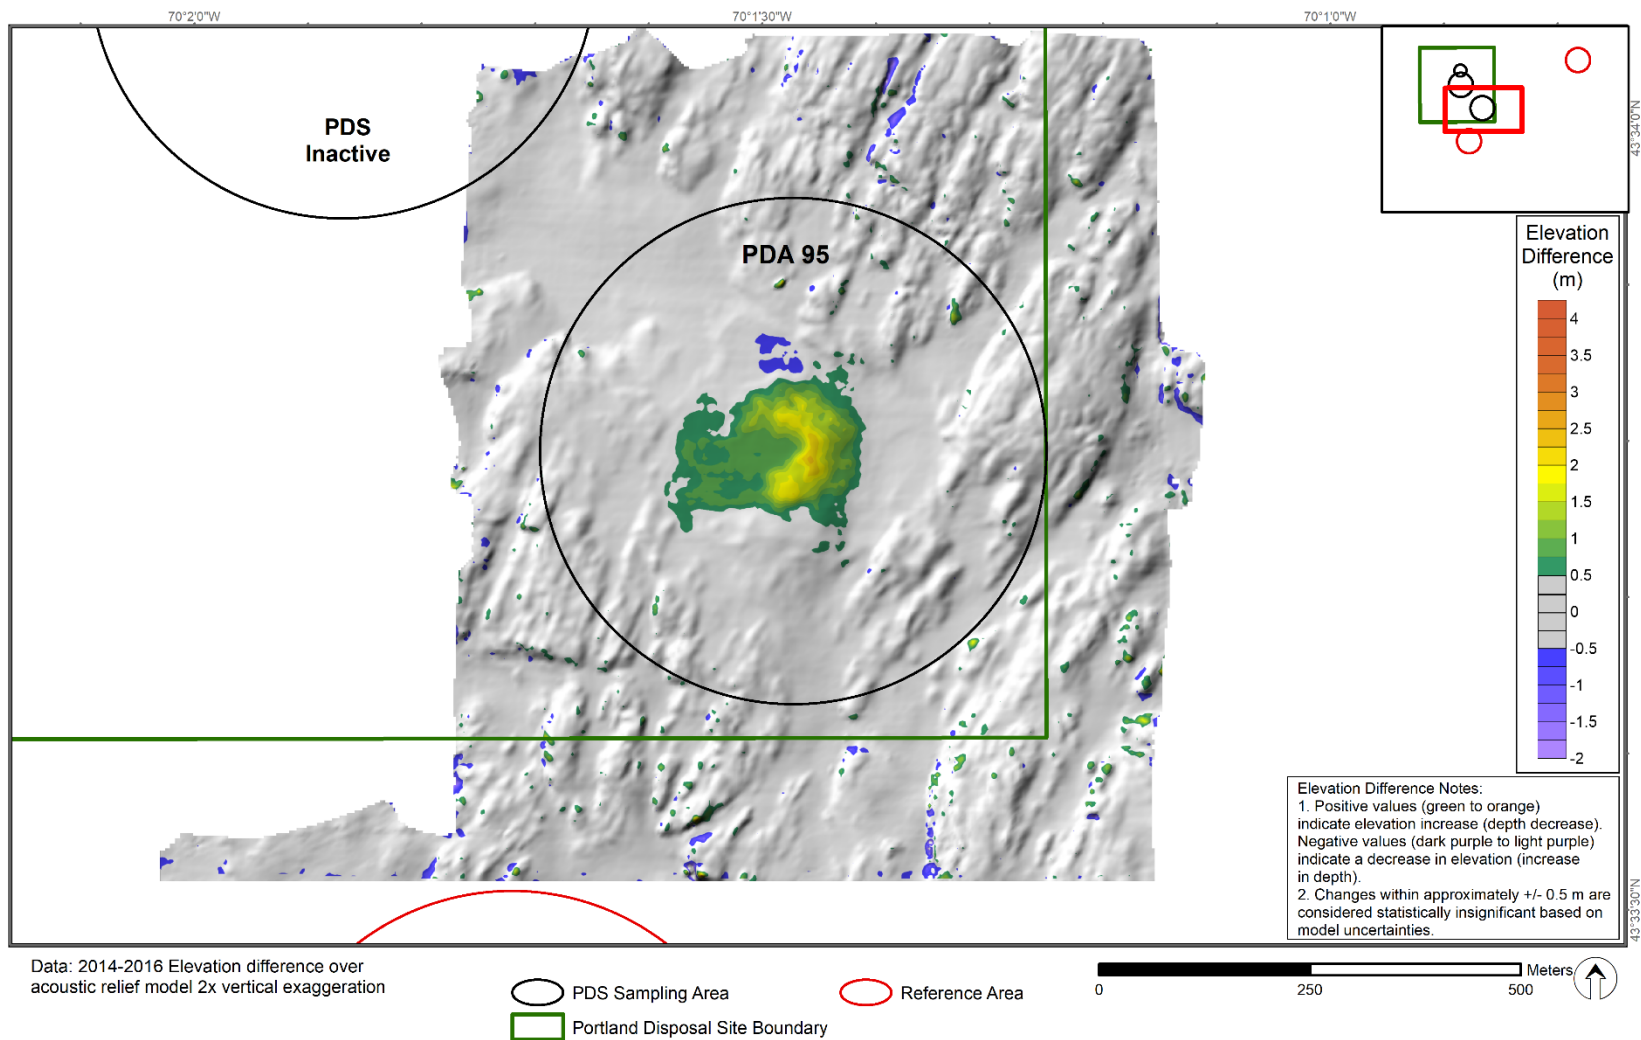 70°2'0"W
70°1'30"W
70°1'0"W
PDS
Inactive
PDA 95
43°34'0"N
Elevation
Difference
(m)
4
3.5
3
2.5
2
1.5
1
0.5
0
-0.5
-1
-1.5
-2
Elevation Difference Notes:
1. Positive values (green to orange)
indicate elevation increase (depth decrease).
Negative values (dark purple to light purple)
indicate a decrease in elevation (increase
in depth).
2. Changes within approximately +/- 0.5 m are
considered statistically insignificant based on
model uncertainties.
43°33'30"N
Data: 2014-2016 Elevation difference over
acoustic relief model 2x vertical exaggeration
PDS Sampling Area
Reference Area
Portland Disposal Site Boundary
Meters
0
250
500